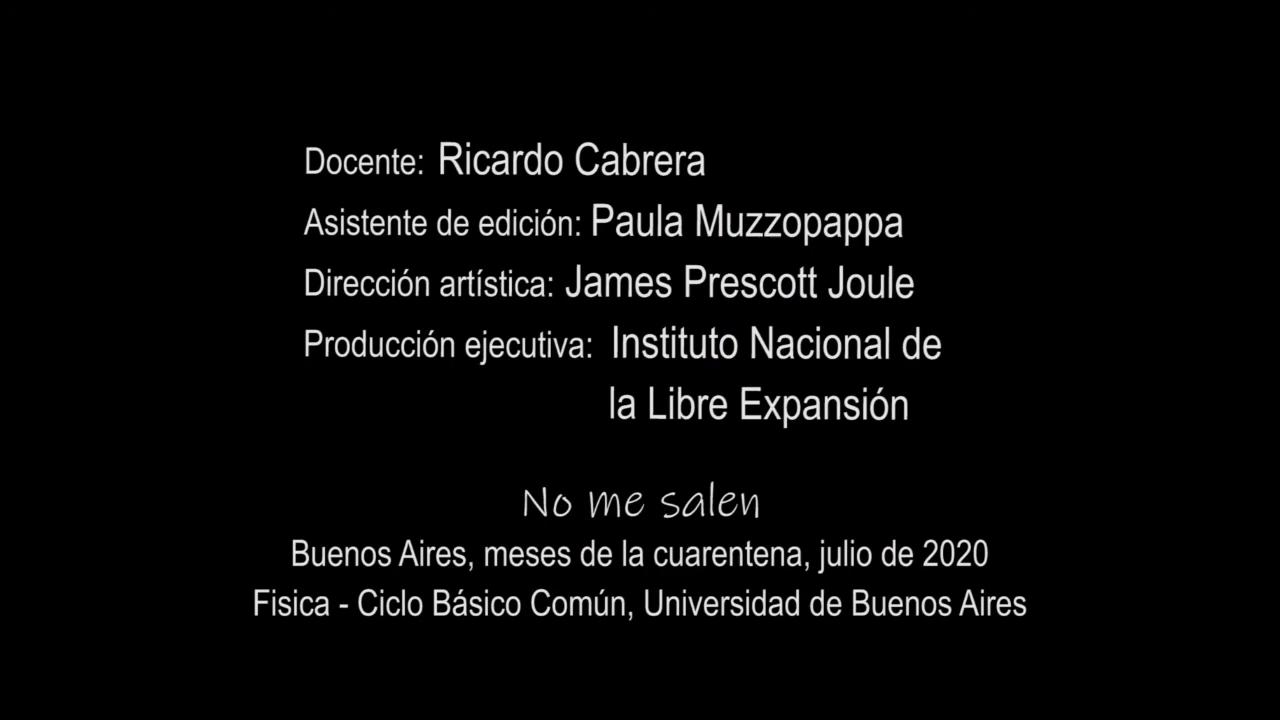 Docente: Ricardo Cabrera
Asistente de edición: Paula Muzzopappa
Dirección artística: James Prescott Joule
Producción ejecutiva: Instituto Nacional de
la Libre Expansión
No me salen
Buenos Aires, meses de la cuarentena, julio de 2020
Fisica - Ciclo Básico Común, Universidad de Buenos Aires